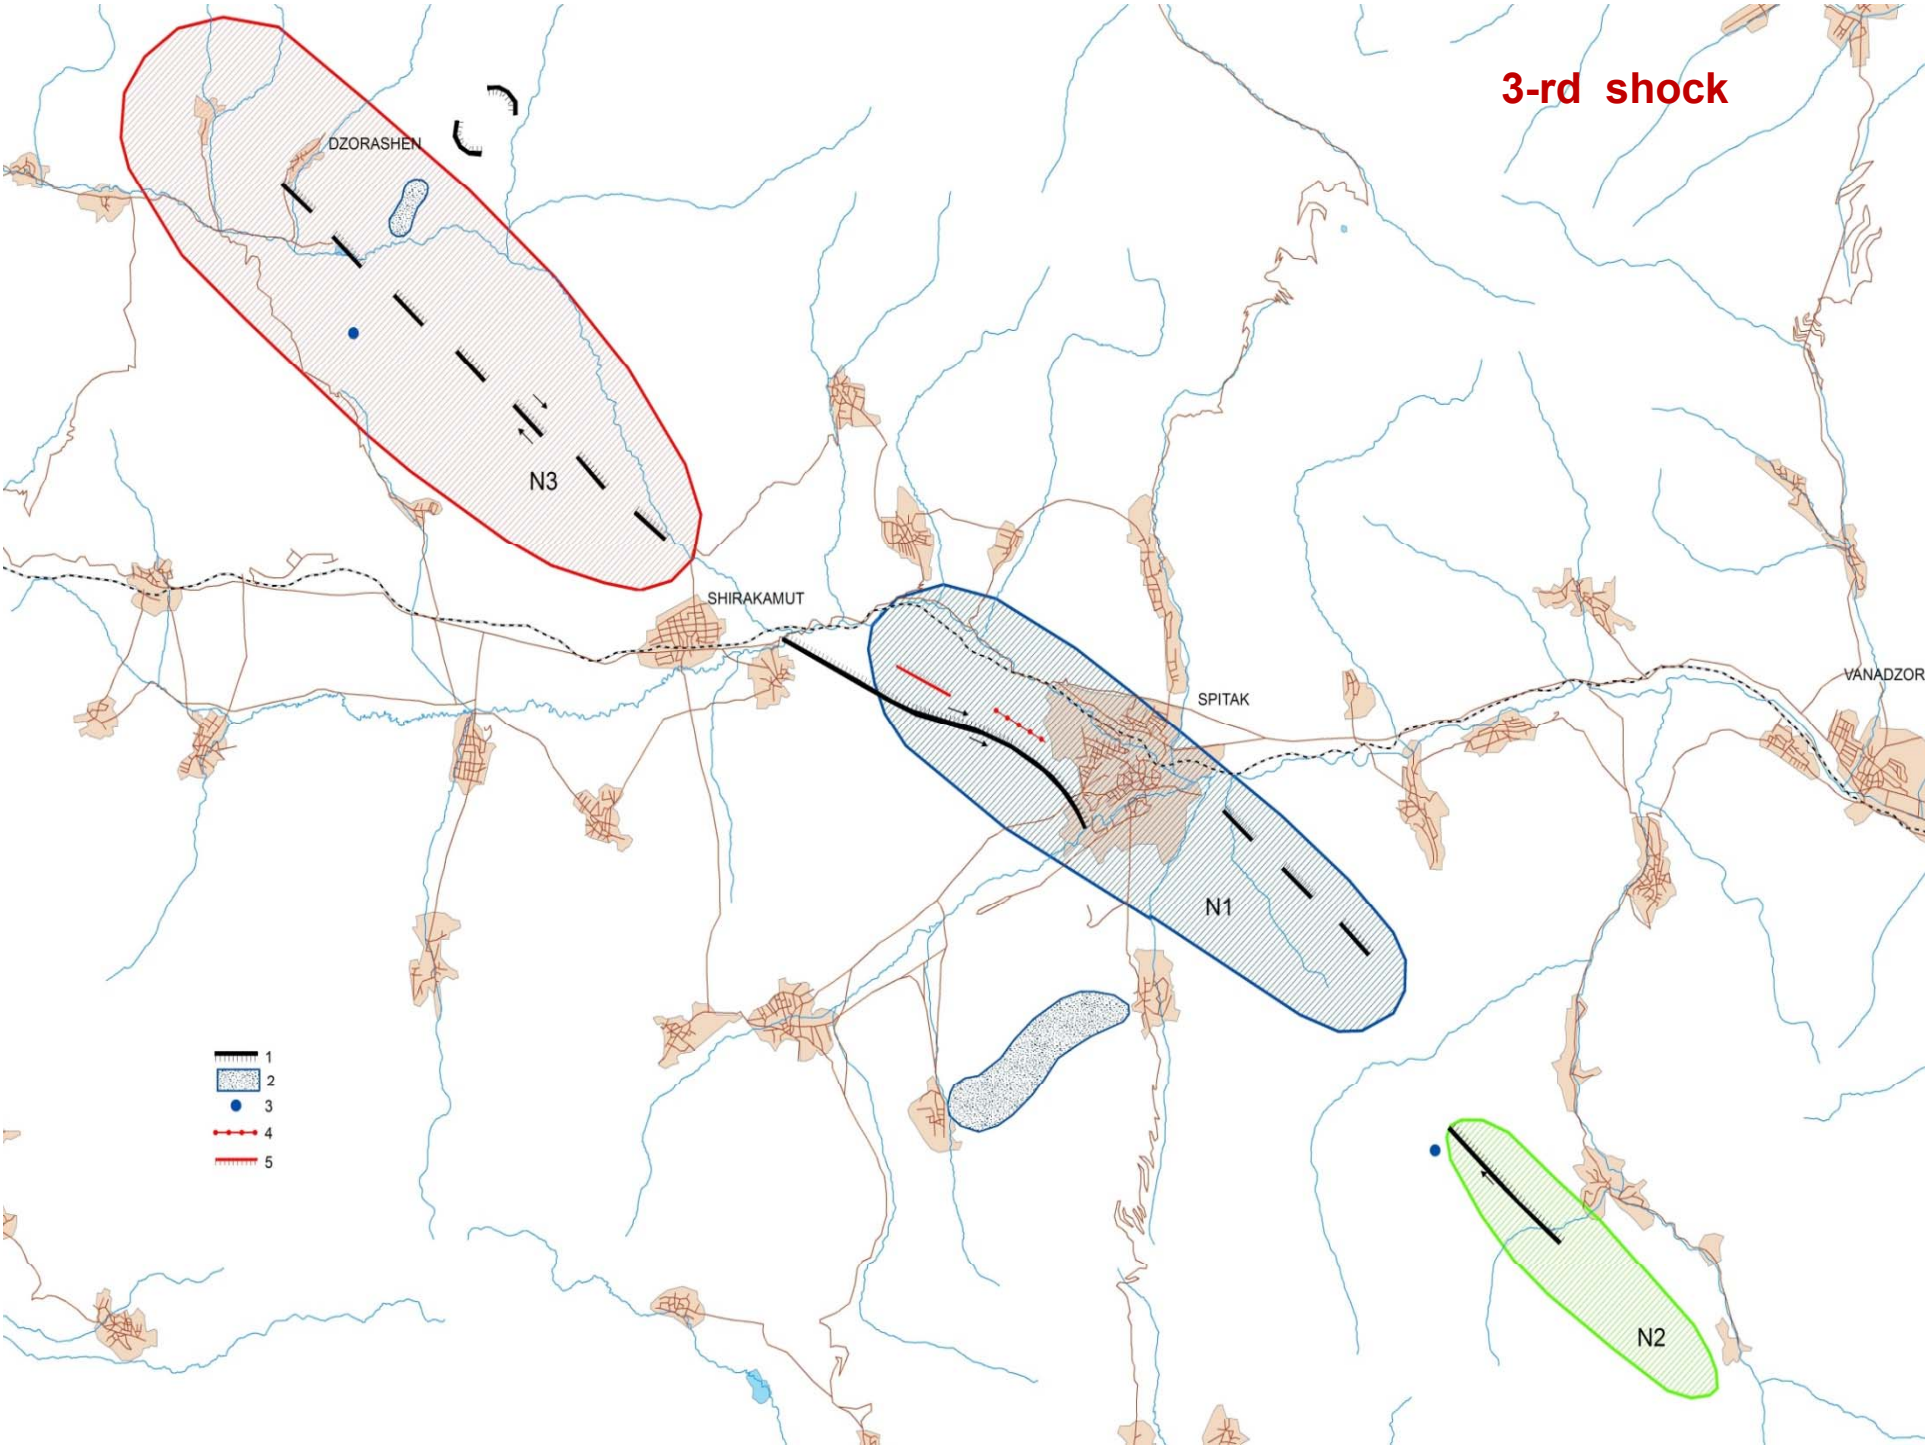 3-rd  shock
DZORASHEN
N3
SHIRAKAMUT
VANADZOR
SPITAK
N1
1
2
3
4
5
N2